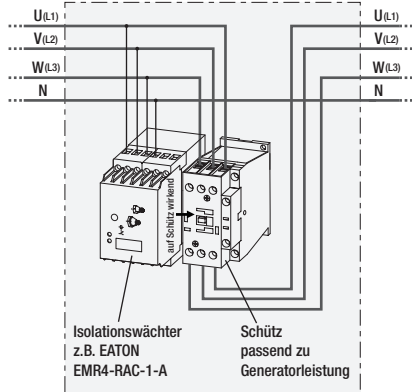 U(L1) U(L1)
V(L2) V(L2)
W(L3) W(L3)
N N
auf Schütz wirkend
Isolationswächter
z.B. EATON
EMR4-RAC-1-A
Schütz
passend zu
Generatorleistung